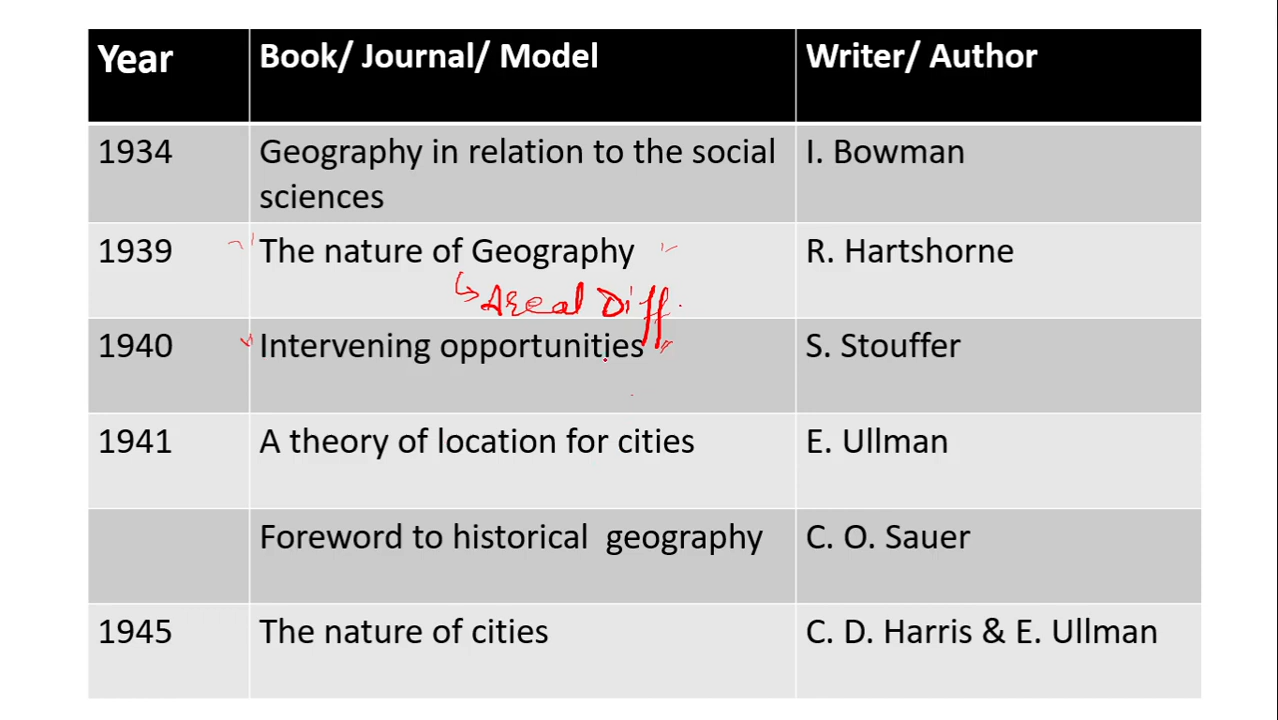 Year Book/ Journal/ Model Writer/ Author
1934 Geography in relation to the social I. Bowman
sciences
1939 The nature of Geography R. Hartshorne
Areal Diff.
1940 Intervening opportunities S. Stouffer
1941 A theory of location for cities E. Ullman
Foreword to historical geography C. O. Sauer
1945 The nature of cities C. D. Harris & E. Ullman